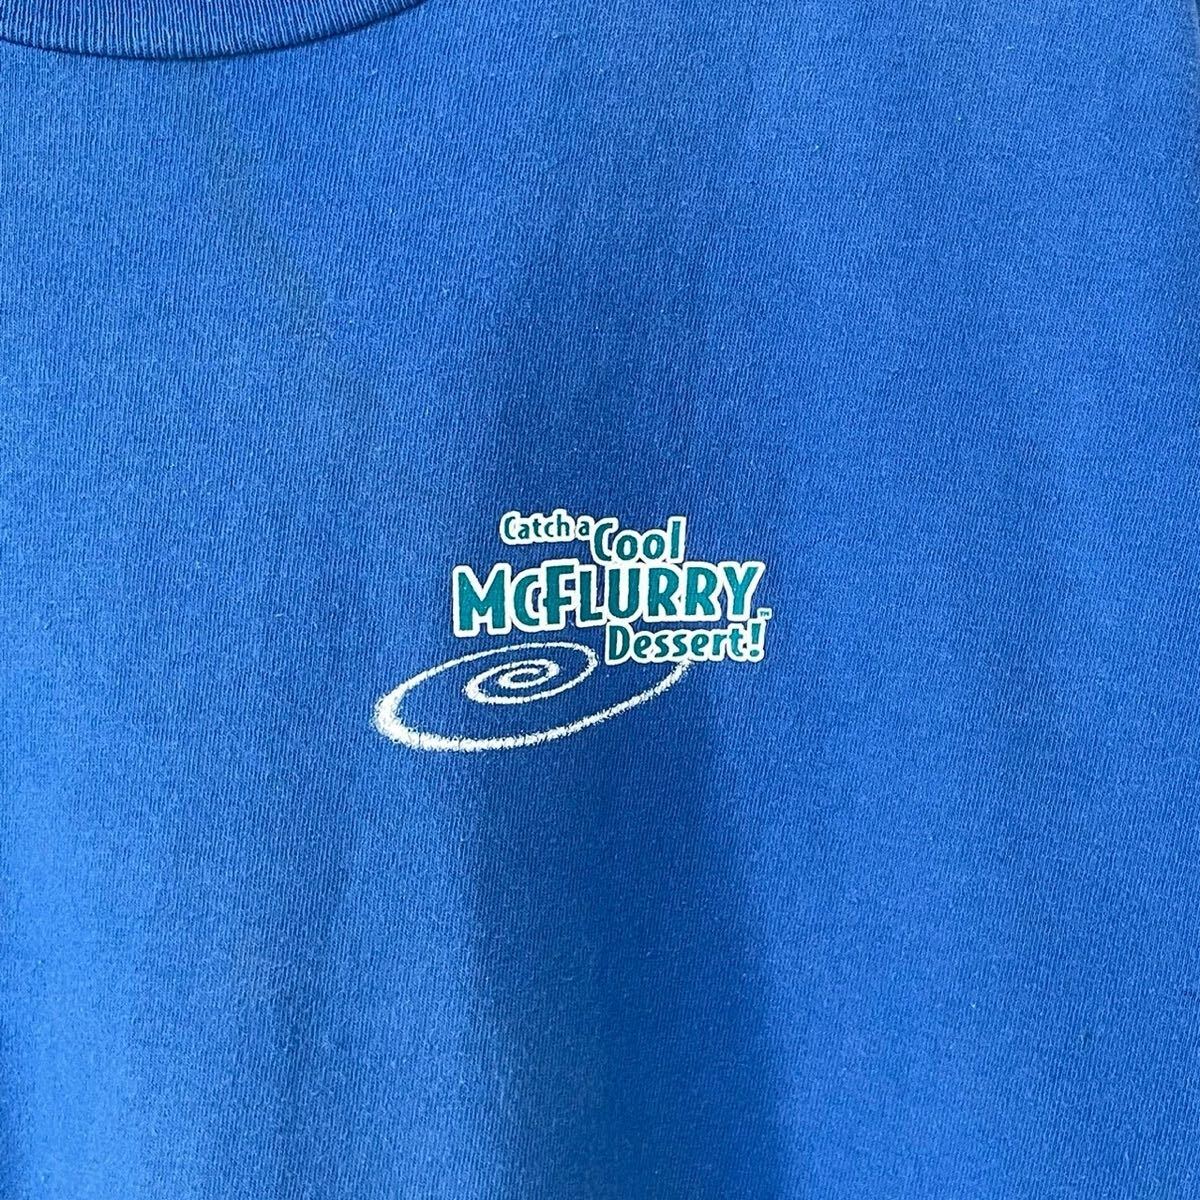 Catch a
Cool
McFLURRY™
Dessert!